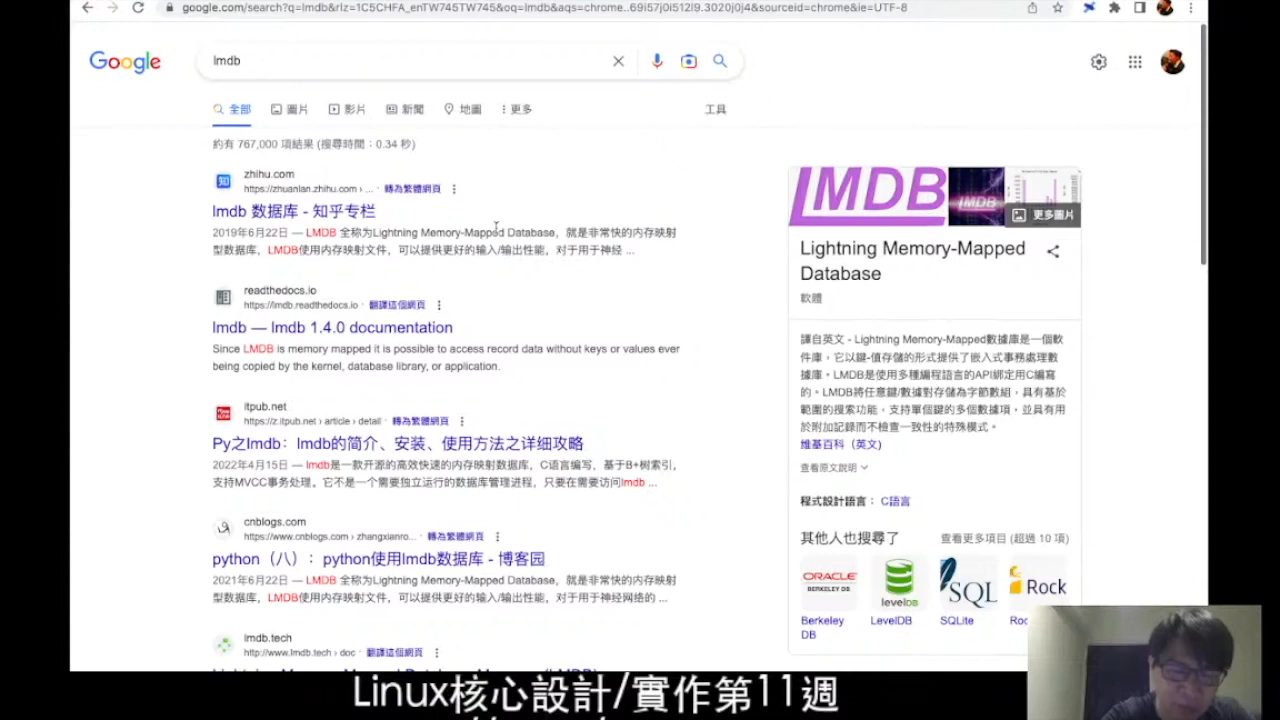 google.com/search?q=lmdb&rlz=1C5CHFA_enTW745TW745&oq=lmdb&aqs=chrome..69i57j0i512l9.3020j0j4&sourceid=chrome&ie=UTF-8
Google
lmdb
全部
圖片
影片
新聞
地圖
更多
工具
約有 767,000 項結果 (搜尋時間：0.34 秒)
zhihu.com
https://zhuanlan.zhihu.com › ... · 轉為繁體網頁
lmdb 数据库 - 知乎专栏
2019年6月22日 — LMDB 全称为Lightning Memory-Mapped Database，就是非常快的内存映射
型数据库，LMDB使用内存映射文件，可以提供更好的输入/输出性能，对于用于神经 ...
readthedocs.io
https://lmdb.readthedocs.io · 翻譯這個網頁
lmdb — lmdb 1.4.0 documentation
Since LMDB is memory mapped it is possible to access record data without keys or values ever
being copied by the kernel, database library, or application.
itpub.net
https://z.itpub.net › article › detail · 轉為繁體網頁
Py之lmdb：lmdb的简介、安装、使用方法之详细攻略
2022年4月15日 — lmdb是一款开源的高效快速的内存映射数据库，C语言编写，基于B+树索引，
支持MVCC事务处理。它不是一个需要独立运行的数据库管理进程，只要在需要访问lmdb ...
cnblogs.com
https://www.cnblogs.com › zhangxianro... · 轉為繁體網頁
python（八）：python使用lmdb数据库 - 博客园
2021年6月22日 — LMDB 全称为Lightning Memory-Mapped Database，就是非常快的内存映射
型数据库，LMDB使用内存映射文件，可以提供更好的输入/输出性能，对于用于神经网络的 ...
lmdb.tech
http://www.lmdb.tech › doc · 翻譯這個網頁
LMDB
LMDB
更多圖片
Lightning Memory-Mapped
Database
軟體
譯自英文 - Lightning Memory-Mapped數據庫是一個軟
件庫，它以鍵-值存儲的形式提供了嵌入式事務處理數
據庫。LMDB是使用多種編程語言的API綁定用C編寫
的。LMDB將任意鍵/數據對存儲為字節數組，具有基於
範圍的搜索功能，支持單個鍵的多個數據項，並具有用
於附加記錄而不檢查一致性的特殊模式。
維基百科（英文）
查看原文說明
程式設計語言： C語言
其他人也搜尋了
查看更多項目 (超過 10 項)
ORACLE
BERKELEY DB
levelDB
SQL
Rock
Berkeley
DB
LevelDB
SQLite
Linux核心設計/實作第11週